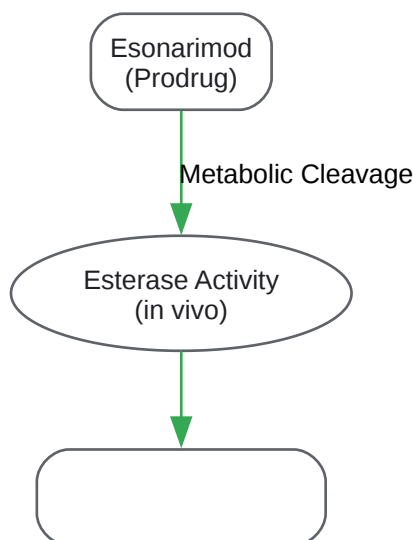 Esonarimod
(Prodrug)
Metabolic Cleavage
Esterase Activity
(in vivo)